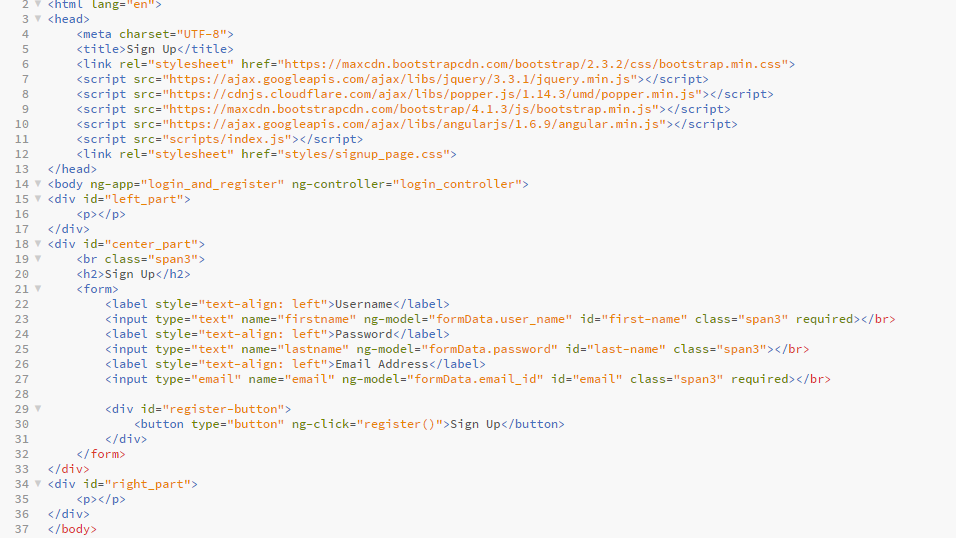 2 <html lang="en">
3 <head>
4 <meta charset="UTF-8">
5 <title>Sign Up</title>
6 <link rel="stylesheet" href="https://maxcdn.bootstrapcdn.com/bootstrap/2.3.2/css/bootstrap.min.css">
7 <script src="https://ajax.googleapis.com/ajax/libs/jquery/3.3.1/jquery.min.js"></script>
8 <script src="https://cdnjs.cloudflare.com/ajax/libs/popper.js/1.14.3/umd/popper.min.js"></script>
9 <script src="https://maxcdn.bootstrapcdn.com/bootstrap/4.1.3/js/bootstrap.min.js"></script>
10 <script src="https://ajax.googleapis.com/ajax/libs/angularjs/1.6.9/angular.min.js"></script>
11 <script src="scripts/index.js"></script>
12 <link rel="stylesheet" href="styles/signup_page.css">
13 </head>
14 <body ng-app="login_and_register" ng-controller="login_controller">
15 <div id="left_part">
16 <p></p>
17 </div>
18 <div id="center_part">
19 <br class="span3">
20 <h2>Sign Up</h2>
21 <form>
22 <label style="text-align: left">Username</label>
23 <input type="text" name="firstname" ng-model="formData.user_name" id="first-name" class="span3" required></br>
24 <label style="text-align: left">Password</label>
25 <input type="text" name="lastname" ng-model="formData.password" id="last-name" class="span3"></br>
26 <label style="text-align: left">Email Address</label>
27 <input type="email" name="email" ng-model="formData.email_id" id="email" class="span3" required></br>
28
29 <div id="register-button">
30 <button type="button" ng-click="register()">Sign Up</button>
31 </div>
32 </form>
33 </div>
34 <div id="right_part">
35 <p></p>
36 </div>
37 </body>